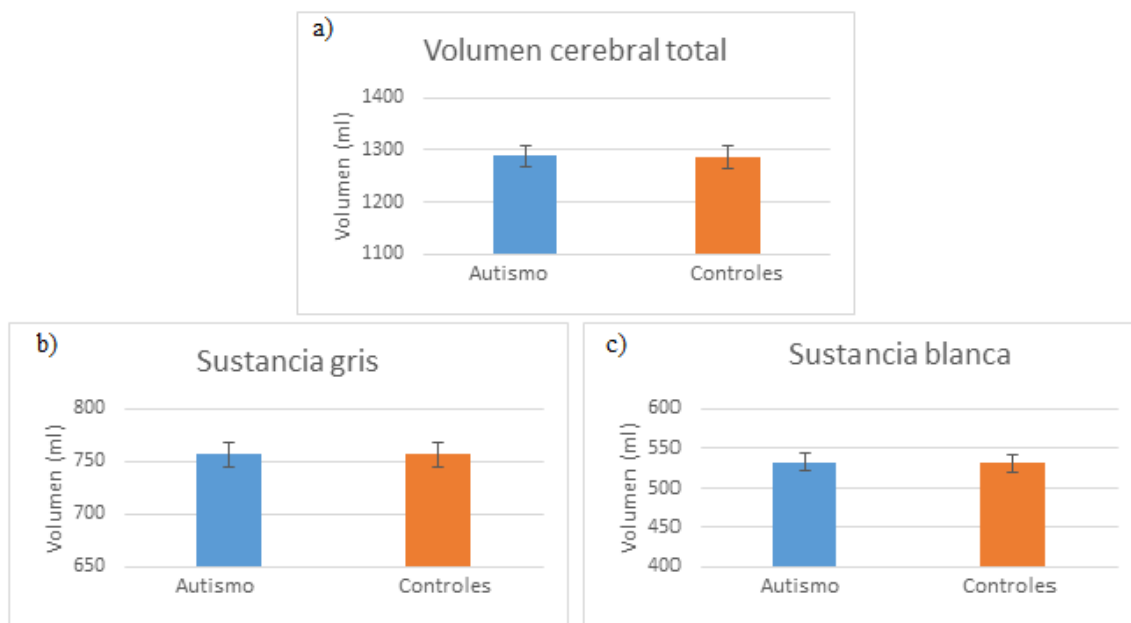 a)
Volumen cerebral total
Volumen (ml)
1400
1300
1200
1100
Autismo
Controles
b)
Sustancia gris
Volumen (ml)
800
750
700
650
Autismo
Controles
c)
Sustancia blanca
Volumen (ml)
600
550
500
450
400
Autismo
Controles